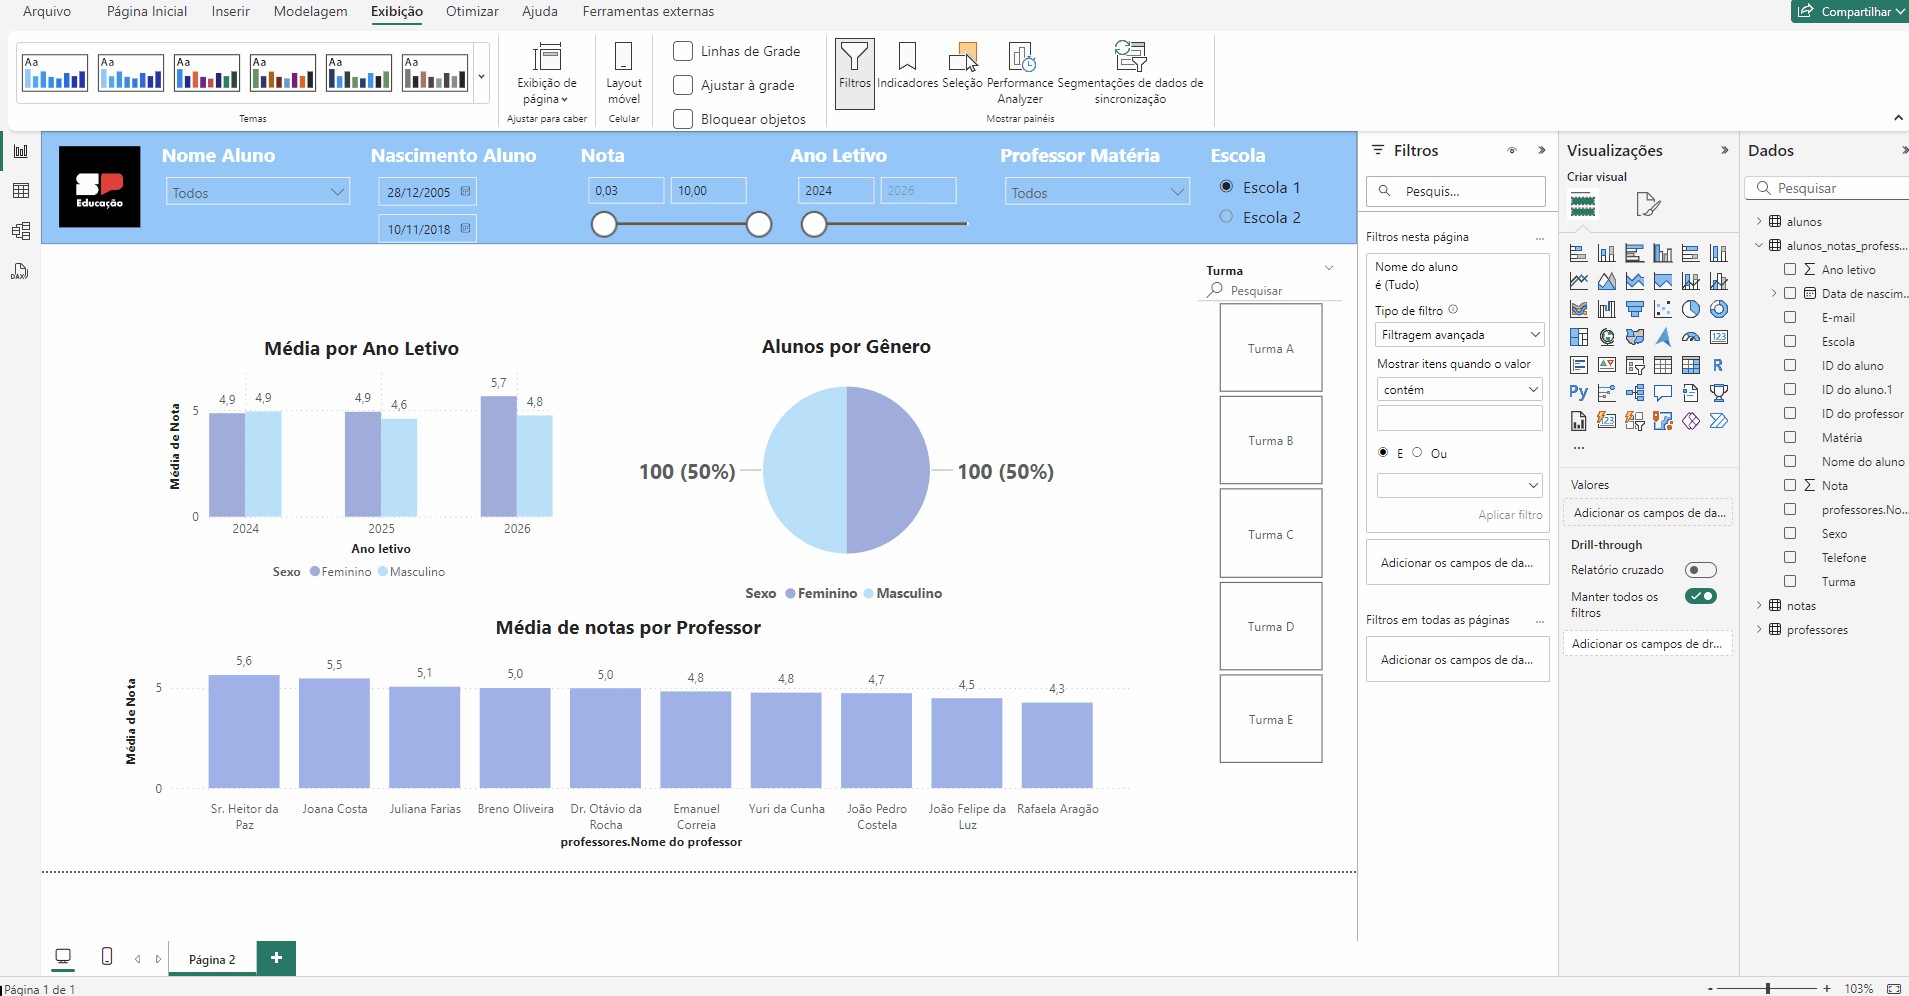 Arquivo Página Inicial Inserir Modelagem Exibição Otimizar Ajuda Ferramentas externas
Compartilhar
Aa Aa Aa Aa Aa Aa
Temas
Exibição de
página
Ajustar para caber
Layout
móvel
Celular
Linhas de Grade
Ajustar à grade
Bloquear objetos
Filtros
Indicadores
Seleção
Performance
Analyzer
Segmentações de dados de
sincronização
Mostrar painéis
SP
Educação
Nome Aluno
Todos
Nascimento Aluno
28/12/2005
10/11/2018
Nota
0,03 10,00
Ano Letivo
2024 2026
Professor Matéria
Todos
Escola
Escola 1
Escola 2
Turma
Pesquisar
Turma A
Turma B
Turma C
Turma D
Turma E
Média por Ano Letivo
Média de Nota
5
0
4,9 4,9 4,9 4,6 5,7 4,8
2024 2025 2026
Ano letivo
Sexo Feminino Masculino
Alunos por Gênero
100 (50%) 100 (50%)
Sexo Feminino Masculino
Média de notas por Professor
Média de Nota
5
0
5,6 5,5 5,1 5,0 5,0 4,8 4,8 4,7 4,5 4,3
Sr. Heitor da
Paz
Joana Costa
Juliana Farias
Breno Oliveira
Dr. Otávio da
Rocha
Emanuel
Correia
Yuri da Cunha
João Pedro
Costela
João Felipe da
Luz
Rafaela Aragão
professores.Nome do professor
Filtros
Pesquis...
Filtros nesta página ...
Nome do aluno
é (Tudo)
Tipo de filtro
Filtragem avançada
Mostrar itens quando o valor
contém
E Ou
Aplicar filtro
Adicionar os campos de da...
Filtros em todas as páginas ...
Adicionar os campos de da...
Visualizações
Criar visual
123
R
Py
123
...
Valores
Adicionar os campos de da...
Drill-through
Relatório cruzado
Manter todos os
filtros
Adicionar os campos de dr...
Dados
Pesquisar
alunos
alunos_notas_profess...
Ano letivo
Data de nascim...
E-mail
Escola
ID do aluno
ID do aluno.1
ID do professor
Matéria
Nome do aluno
Nota
professores.No...
Sexo
Telefone
Turma
notas
professores
DAX
Página 2
+
Página 1 de 1
- + 103%